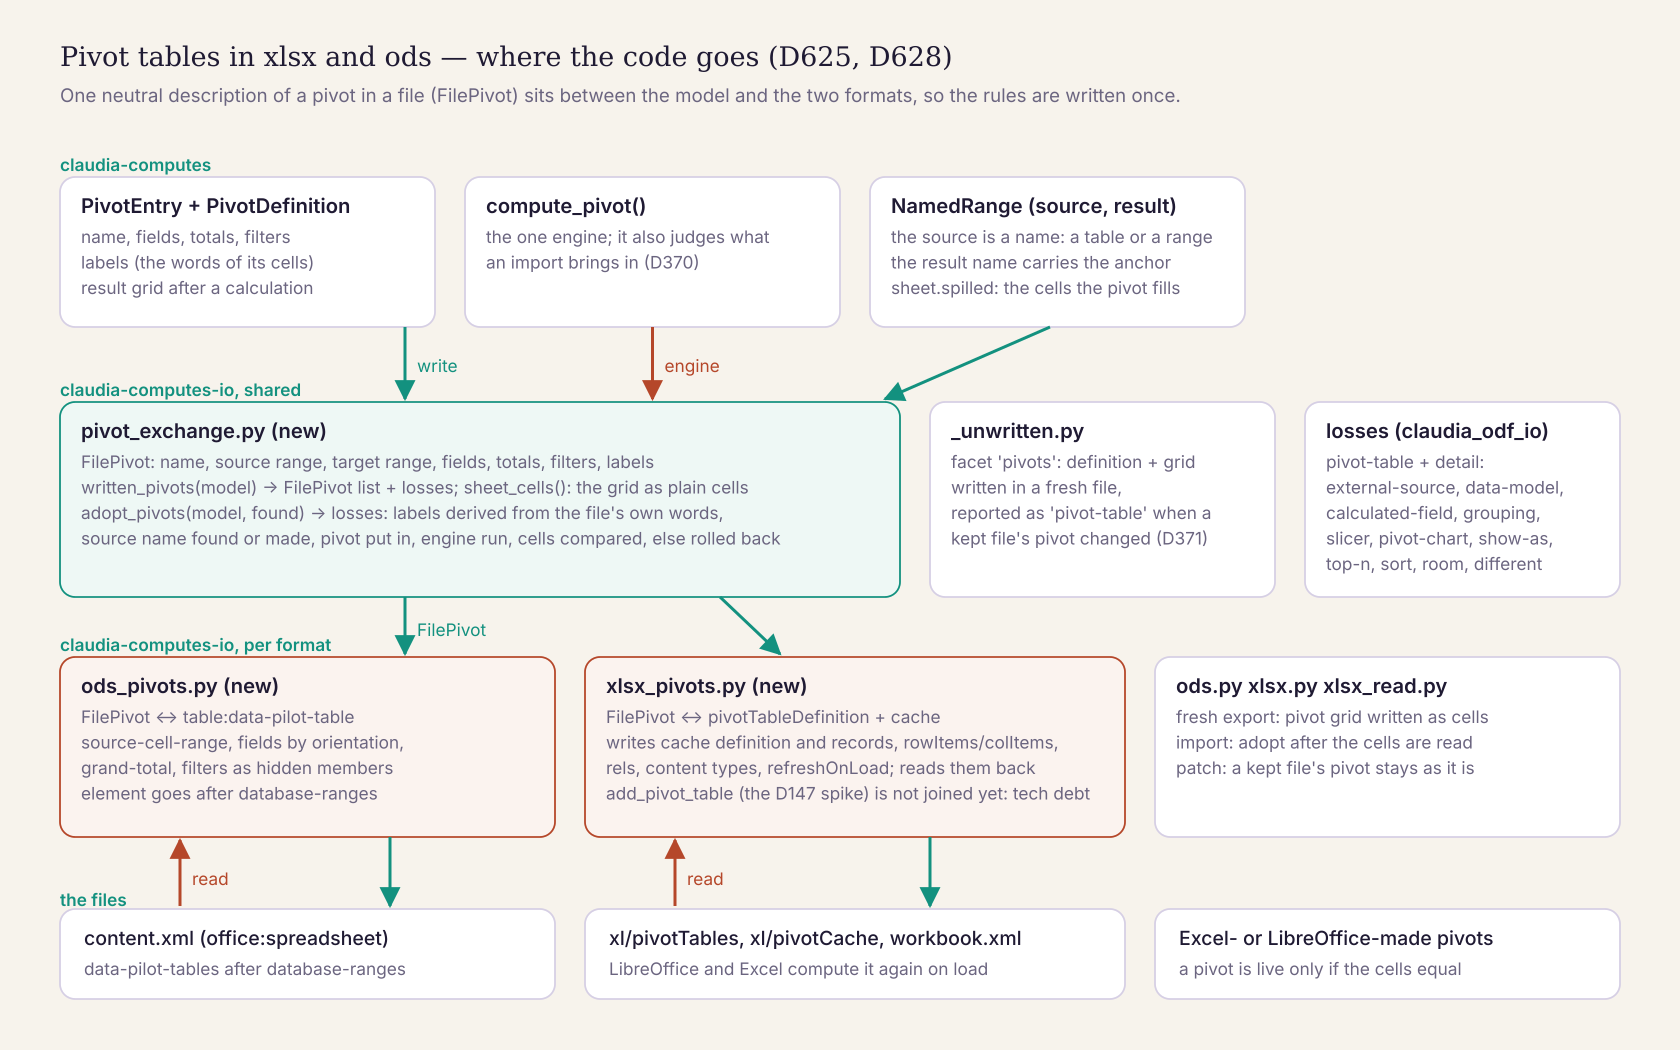 Pivot tables in xlsx and ods — where the code goes (D625, D628)
One neutral description of a pivot in a file (FilePivot) sits between the model and the two formats, so the rules are written once.
claudia-computes
PivotEntry + PivotDefinition
name, fields, totals, filters
labels (the words of its cells)
result grid after a calculation
compute_pivot()
the one engine; it also judges what
an import brings in (D370)
NamedRange (source, result)
the source is a name: a table or a range
the result name carries the anchor
sheet.spilled: the cells the pivot fills
write
engine
claudia-computes-io, shared
pivot_exchange.py (new)
FilePivot: name, source range, target range, fields, totals, filters, labels
written_pivots(model) → FilePivot list + losses; sheet_cells(): the grid as plain cells
adopt_pivots(model, found) → losses: labels derived from the file's own words,
source name found or made, pivot put in, engine run, cells compared, else rolled back
_unwritten.py
facet 'pivots': definition + grid
written in a fresh file,
reported as 'pivot-table' when a
kept file's pivot changed (D371)
losses (claudia_odf_io)
pivot-table + detail:
external-source, data-model,
calculated-field, grouping,
slicer, pivot-chart, show-as,
top-n, sort, room, different
FilePivot
claudia-computes-io, per format
ods_pivots.py (new)
FilePivot ↔ table:data-pilot-table
source-cell-range, fields by orientation,
grand-total, filters as hidden members
element goes after database-ranges
xlsx_pivots.py (new)
FilePivot ↔ pivotTableDefinition + cache
writes cache definition and records, rowItems/colItems,
rels, content types, refreshOnLoad; reads them back
add_pivot_table (the D147 spike) is not joined yet: tech debt
ods.py xlsx.py xlsx_read.py
fresh export: pivot grid written as cells
import: adopt after the cells are read
patch: a kept file's pivot stays as it is
read
read
the files
content.xml (office:spreadsheet)
data-pilot-tables after database-ranges
xl/pivotTables, xl/pivotCache, workbook.xml
LibreOffice and Excel compute it again on load
Excel- or LibreOffice-made pivots
a pivot is live only if the cells equal